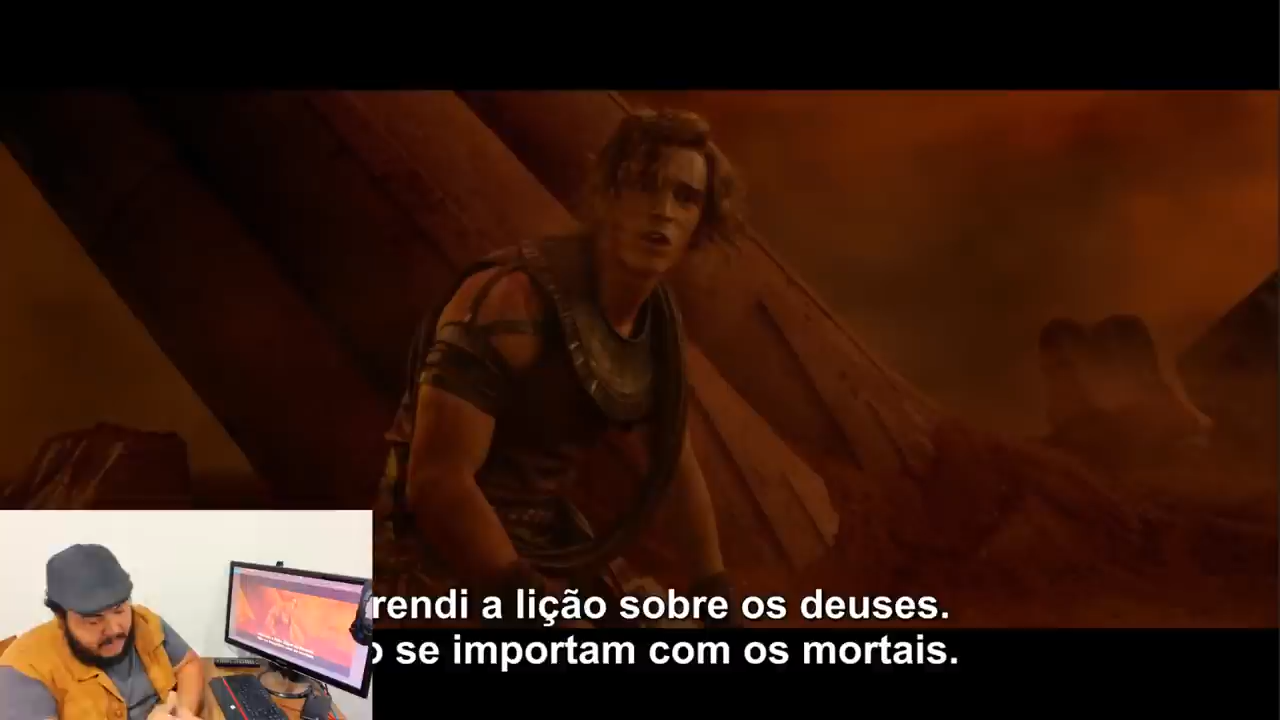 rendi a lição sobre os deuses.
o se importam com os mortais.